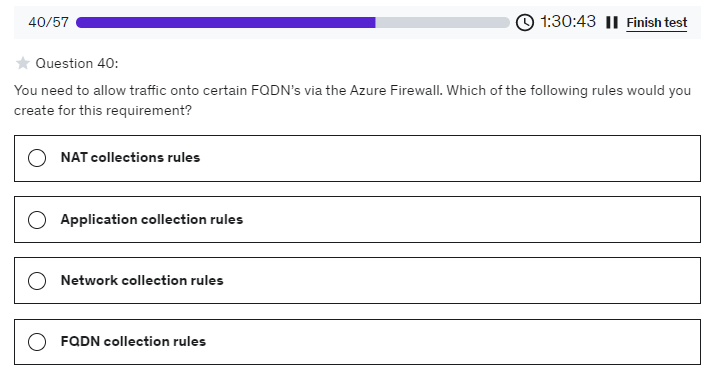 40/57 1:30:43 Finish test
Question 40:
You need to allow traffic onto certain FQDN's via the Azure Firewall. Which of the following rules would you
create for this requirement?
NAT collections rules
Application collection rules
Network collection rules
FQDN collection rules